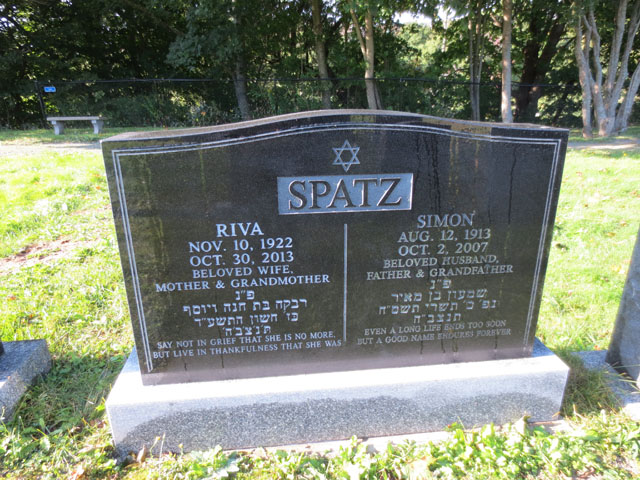 SPATZ
RIVA
NOV. 10, 1922
OCT. 30, 2013
BELOVED WIFE,
MOTHER & GRANDMOTHER
פ״נ
רבקה בת חנה ויוסף
כז חשון התשע״ד
ת׳נ׳צ׳ב׳ה׳
SAY NOT IN GRIEF THAT SHE IS NO MORE,
BUT LIVE IN THANKFULNESS THAT SHE WAS
SIMON
AUG. 12, 1913
OCT. 2, 2007
BELOVED HUSBAND,
FATHER & GRANDFATHER
פ״נ
שמעון בן מאיר
נפ׳ כ׳ תשרי תשס״ח
תנצב״ה
EVEN A LONG LIFE ENDS TOO SOON
BUT A GOOD NAME ENDURES FOREVER